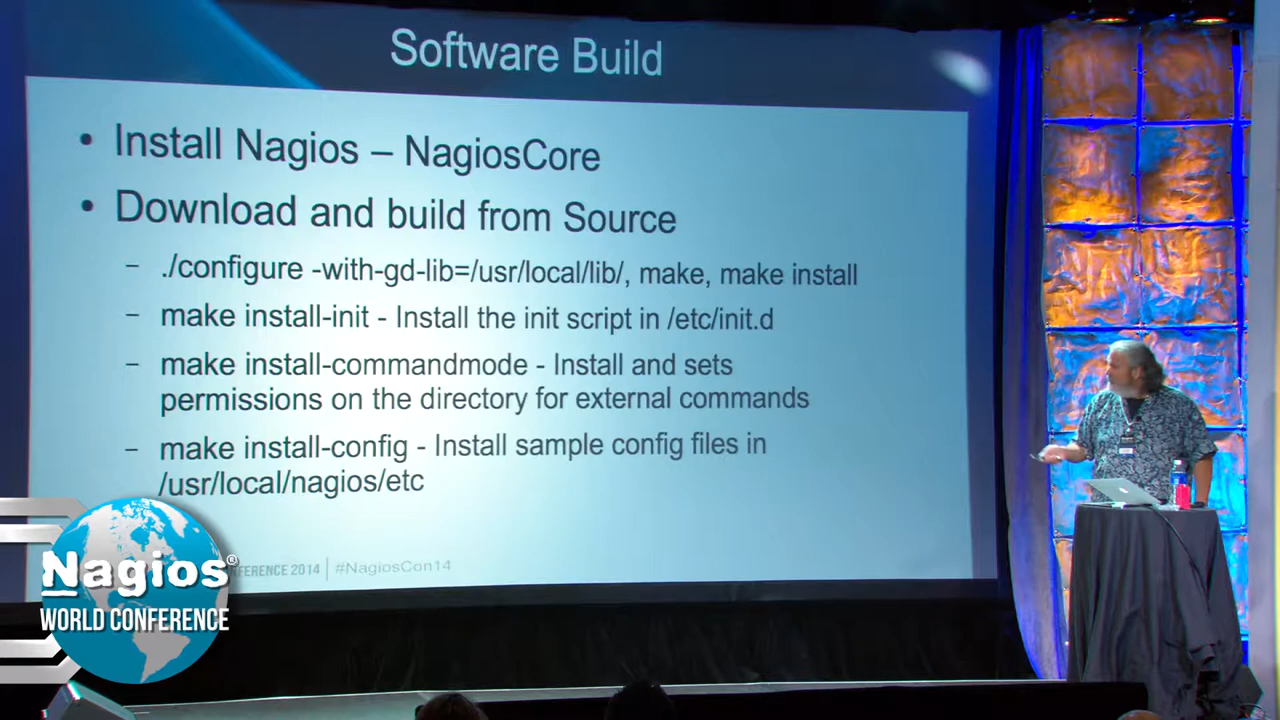 Software Build
• Install Nagios – NagiosCore
• Download and build from Source
– ./configure -with-gd-lib=/usr/local/lib/, make, make install
– make install-init - Install the init script in /etc/init.d
– make install-commandmode - Install and sets
permissions on the directory for external commands
– make install-config - Install sample config files in
/usr/local/nagios/etc
2014 | #NagiosCon14
Nagios®
WORLD CONFERENCE